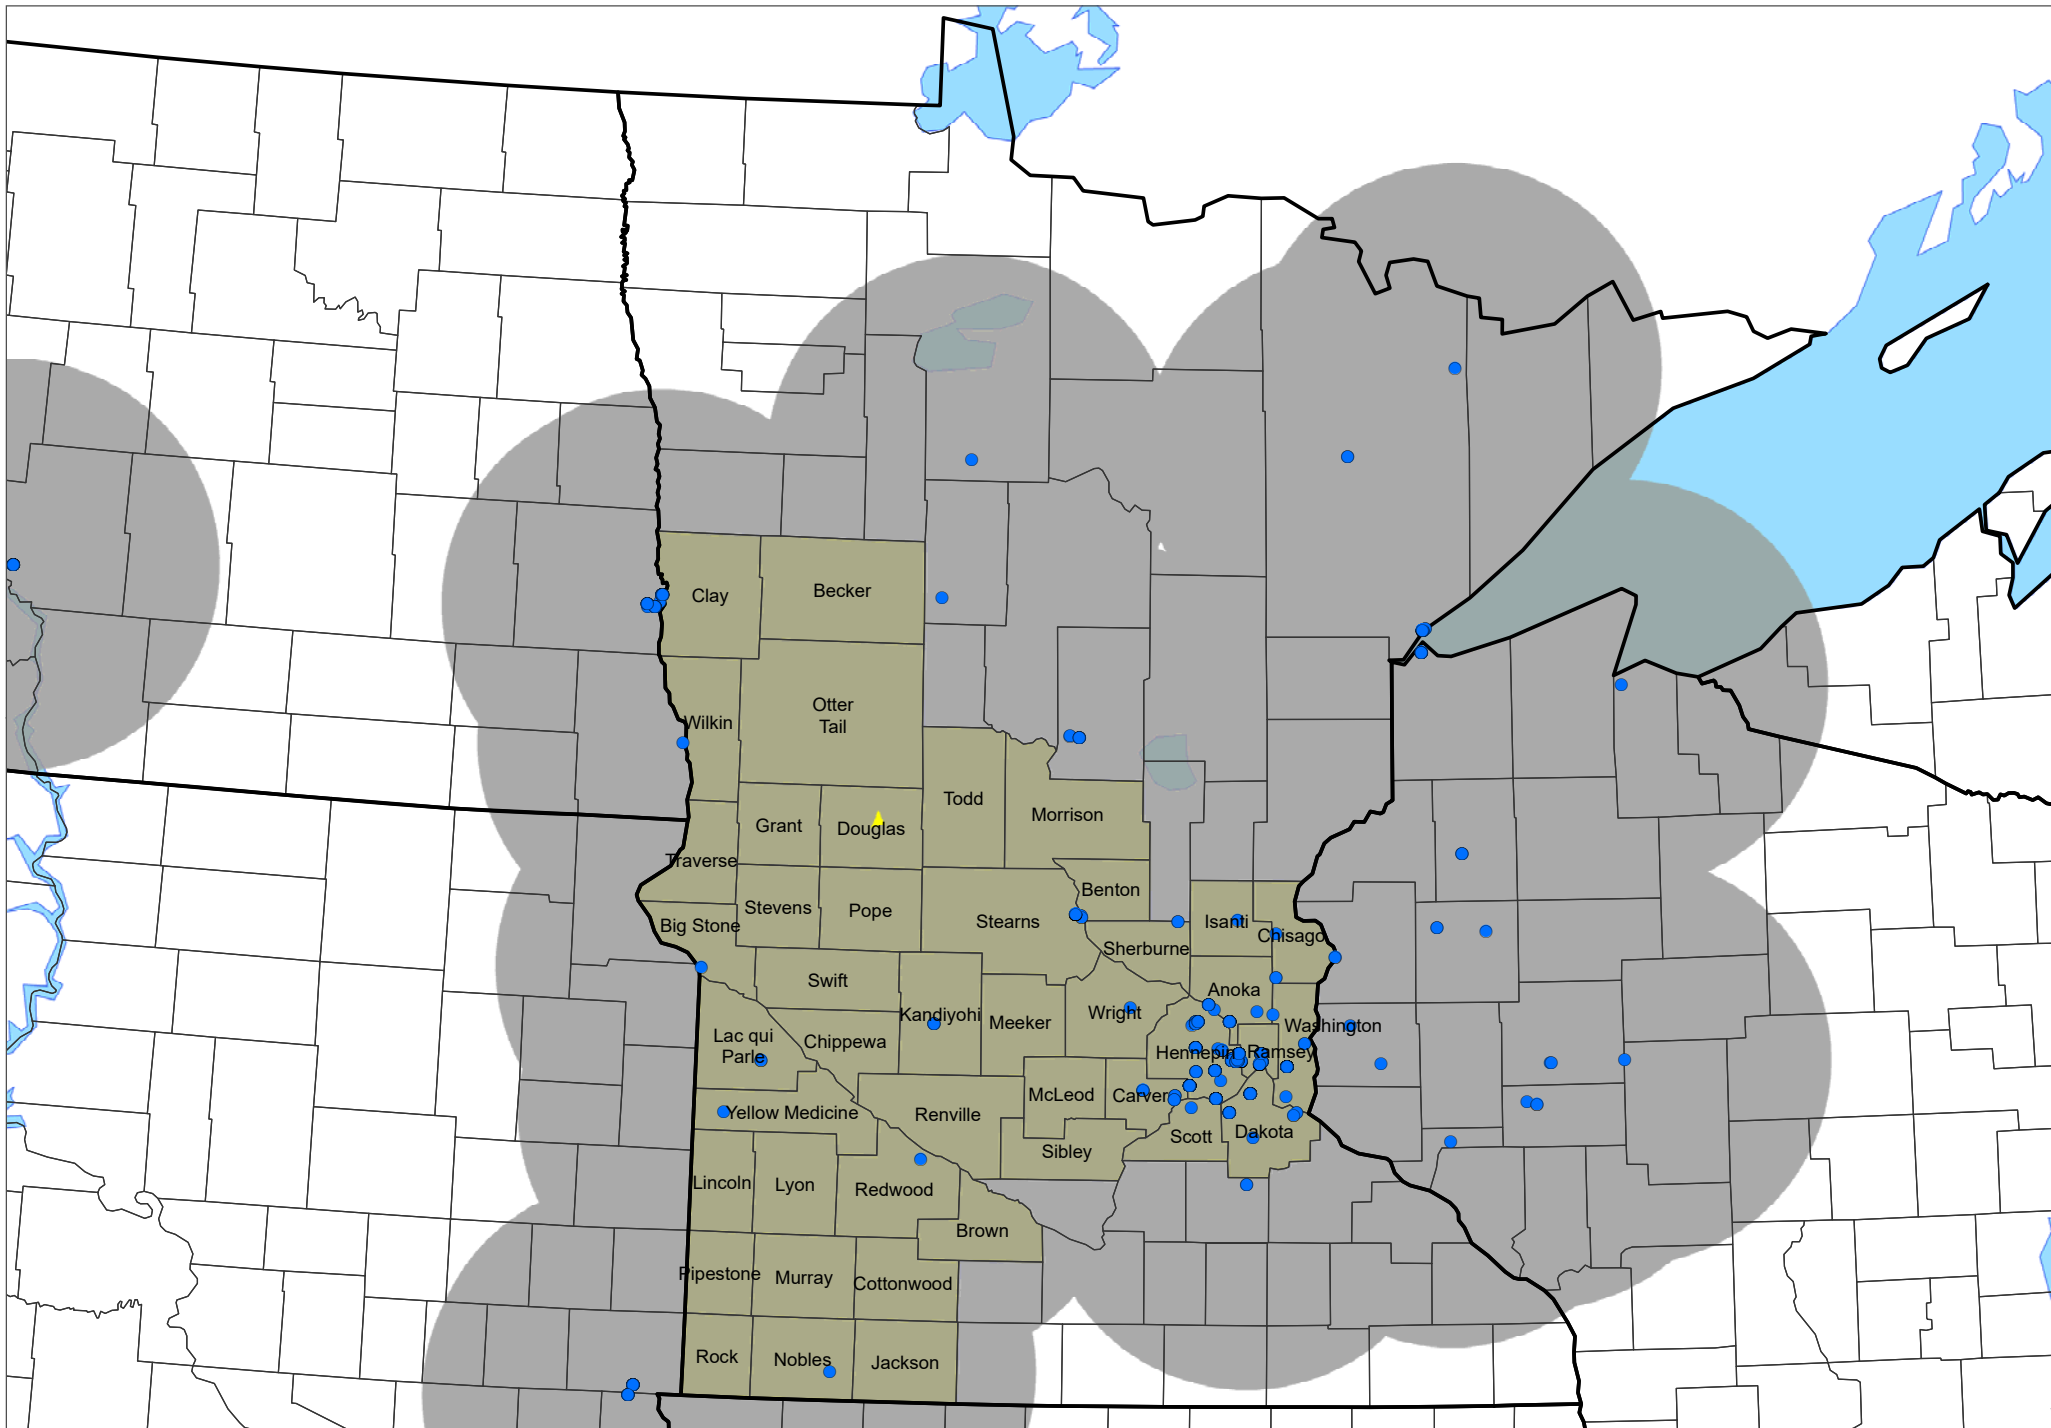 Clay
Becker
Otter
Tail
Wilkin
Todd
Morrison
Grant
Douglas
Traverse
Benton
Stevens
Pope
Stearns
Isanti
Big Stone
Chisago
Sherburne
Swift
Anoka
Kandiyohi
Wright
Meeker
Washington
Lac qui
Parle
Chippewa
Hennepin
Ramsey
McLeod
Carver
Yellow Medicine
Renville
Scott
Dakota
Sibley
Lincoln
Lyon
Redwood
Brown
Pipestone
Murray
Cottonwood
Rock
Nobles
Jackson